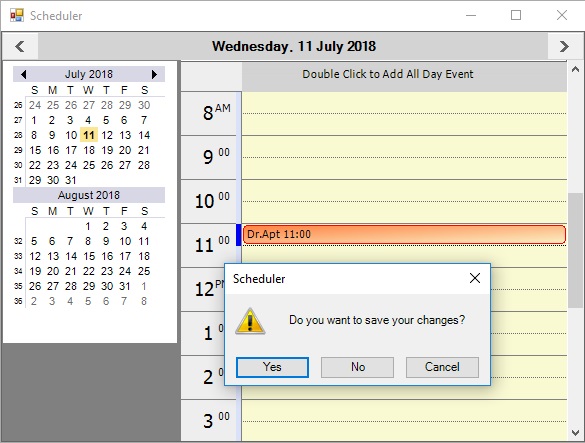 Scheduler
Wednesday, 11 July 2018
July 2018
S M T W T F S
26 24 25 26 27 28 29 30
27 1 2 3 4 5 6 7
28 8 9 10 11 12 13 14
29 15 16 17 18 19 20 21
30 22 23 24 25 26 27 28
31 29 30 31
August 2018
S M T W T F S
1 2 3 4
32 5 6 7 8 9 10 11
33 12 13 14 15 16 17 18
34 19 20 21 22 23 24 25
35 26 27 28 29 30 31 1
36 2 3 4 5 6 7 8
Double Click to Add All Day Event
8 AM
9 00
10 00
11 00
Dr.Apt 11:00
12 PM
1 0
2 0
3 00
Scheduler
Do you want to save your changes?
Yes No Cancel